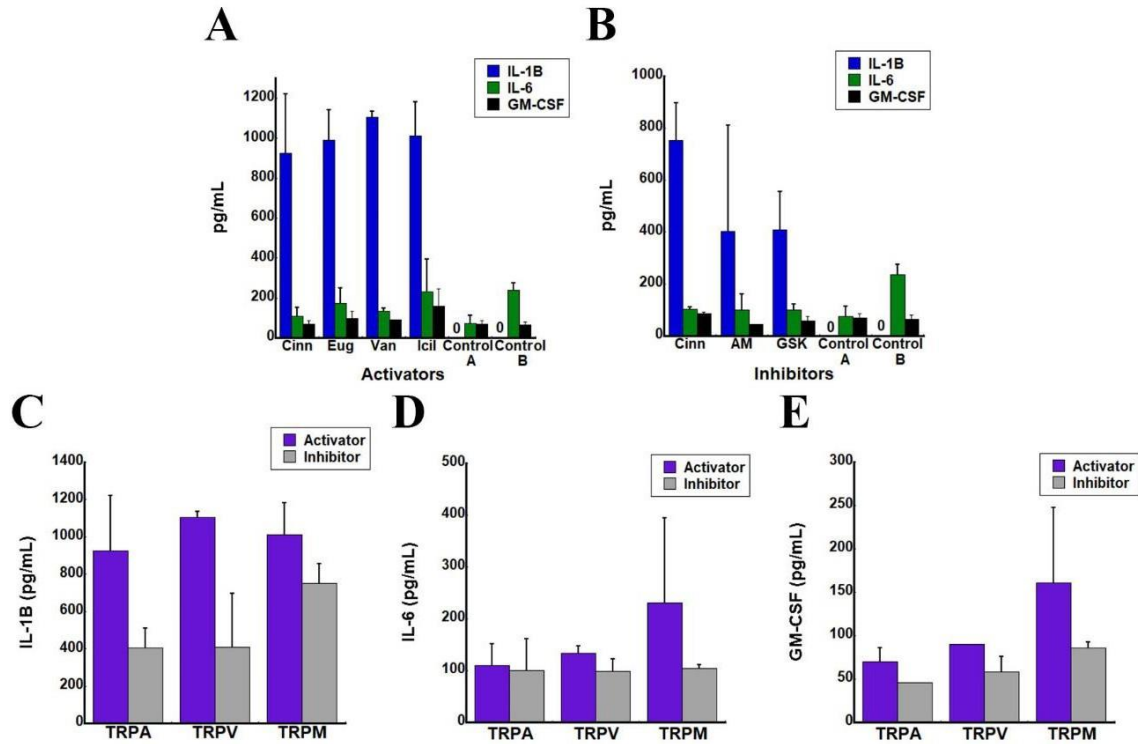 A
IL-1B
IL-6
GM-CSF
1200
1000
800
600
400
200
0
pg/mL
0
0
Cinn Eug Van Icil Control A Control B
Activators
B
IL-1B
IL-6
GM-CSF
1000
800
600
400
200
0
pg/mL
0
0
Cinn AM GSK Control A Control B
Inhibitors
C
Activator
Inhibitor
1400
1200
1000
800
600
400
200
0
IL-1B (pg/mL)
TRPA TRPV TRPM
D
Activator
Inhibitor
500
400
300
200
100
0
IL-6 (pg/mL)
TRPA TRPV TRPM
E
Activator
Inhibitor
300
250
200
150
100
50
0
GM-CSF (pg/mL)
TRPA TRPV TRPM